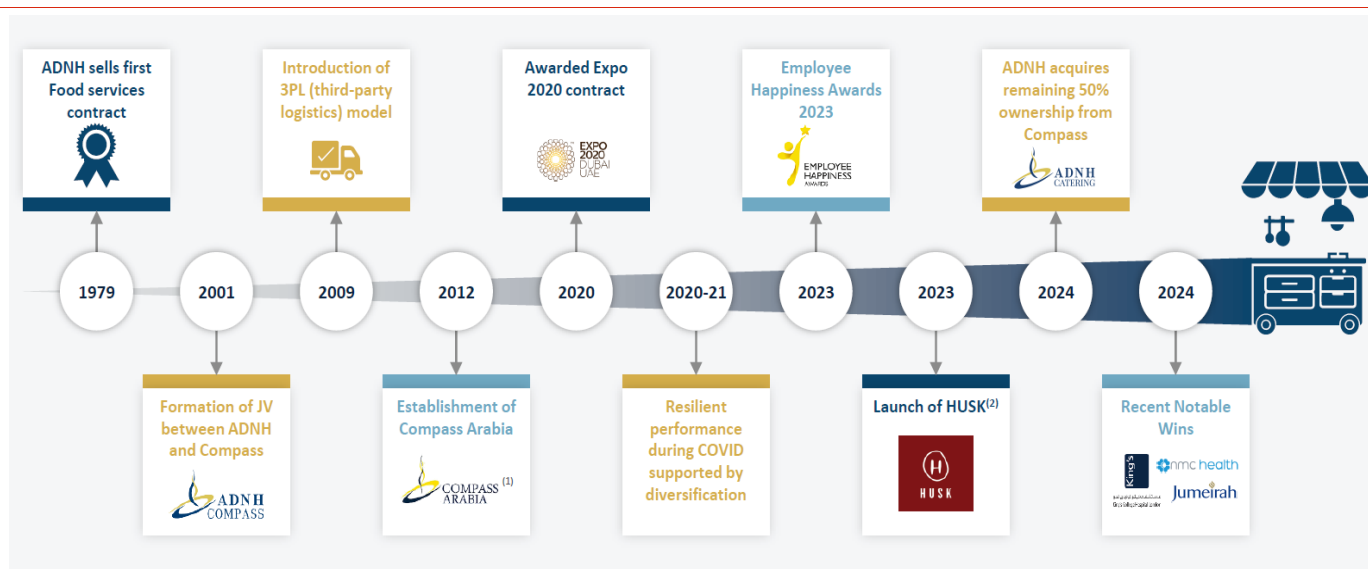 ADNH sells first
Food services
contract
Introduction of
3PL (third-party
logistics) model
Awarded Expo
2020 contract
EXPO
2020
DUBAI
UAE
Employee
Happiness Awards
2023
EMPLOYEE
HAPPINESS
AWARDS
ADNH acquires
remaining 50%
ownership from
Compass
ADNH
CATERING
1979
2001
2009
2012
2020
2020-21
2023
2023
2024
2024
Formation of JV
between ADNH
and Compass
ADNH
COMPASS
Establishment of
Compass Arabia
COMPASS (1)
ARABIA
Resilient
performance
during COVID
supported by
diversification
Launch of HUSK(2)
H
HUSK
Recent Notable
Wins
King's
nmc health
Jumeirah